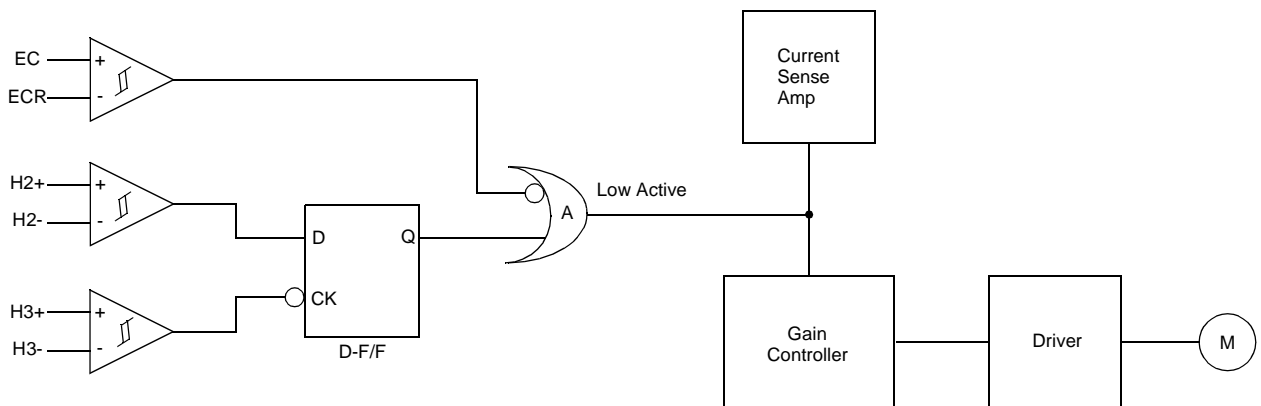 EC
+
ECR
-
Current
Sense
Amp
H2+
+
H2-
-
Low Active
A
D
Q
CK
H3+
+
H3-
-
D-F/F
Gain
Controller
Driver
M